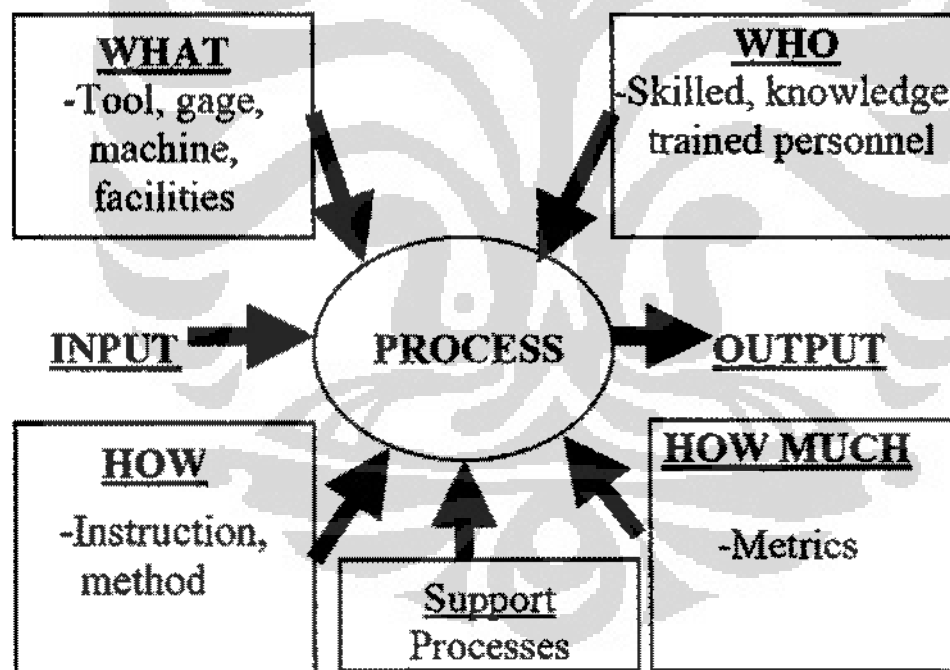 WHAT
-Tool, gage,
machine,
facilities
WHO
-Skilled, knowledge
trained personnel
INPUT
PROCESS
OUTPUT
HOW
-Instruction,
method
Support
Processes
HOW MUCH
-Metrics